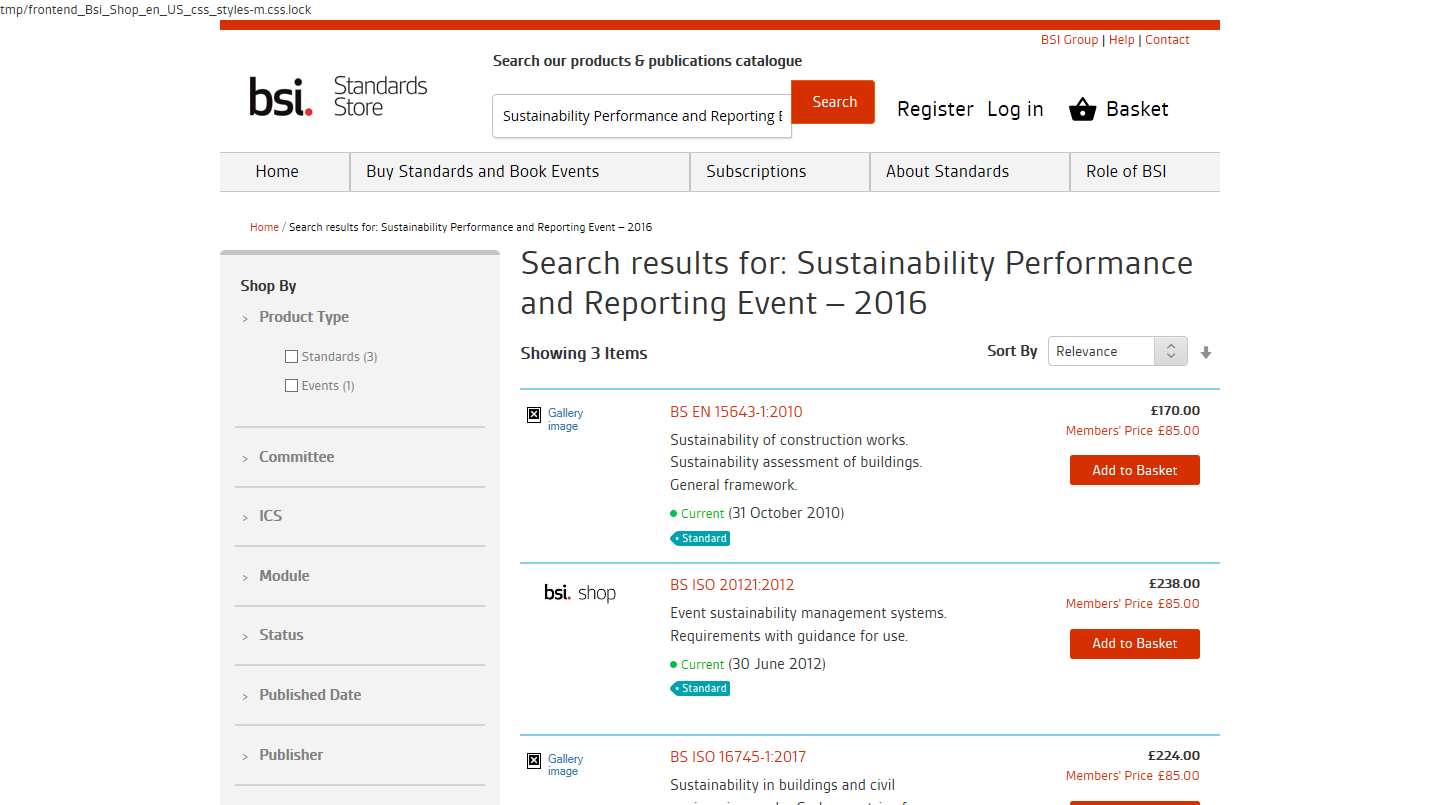 tmp/frontend_Bsi_Shop_en_US_css_styles-m.css.lock
BSI Group | Help | Contact
Search our products & publications catalogue
bsi. Standards
Store
Sustainability Performance and Reporting E
Search
Register Log in Basket
Home
Buy Standards and Book Events
Subscriptions
About Standards
Role of BSI
Home / Search results for: Sustainability Performance and Reporting Event – 2016
Shop By
> Product Type
Standards (3)
Events (1)
> Committee
> ICS
> Module
> Status
> Published Date
> Publisher
Search results for: Sustainability Performance
and Reporting Event – 2016
Showing 3 Items
Sort By Relevance
Gallery
image
BS EN 15643-1:2010
Sustainability of construction works.
Sustainability assessment of buildings.
General framework.
Current (31 October 2010)
Standard
£170.00
Members' Price £85.00
Add to Basket
bsi. shop
BS ISO 20121:2012
Event sustainability management systems.
Requirements with guidance for use.
Current (30 June 2012)
Standard
£238.00
Members' Price £85.00
Add to Basket
Gallery
image
BS ISO 16745-1:2017
Sustainability in buildings and civil
£224.00
Members' Price £85.00